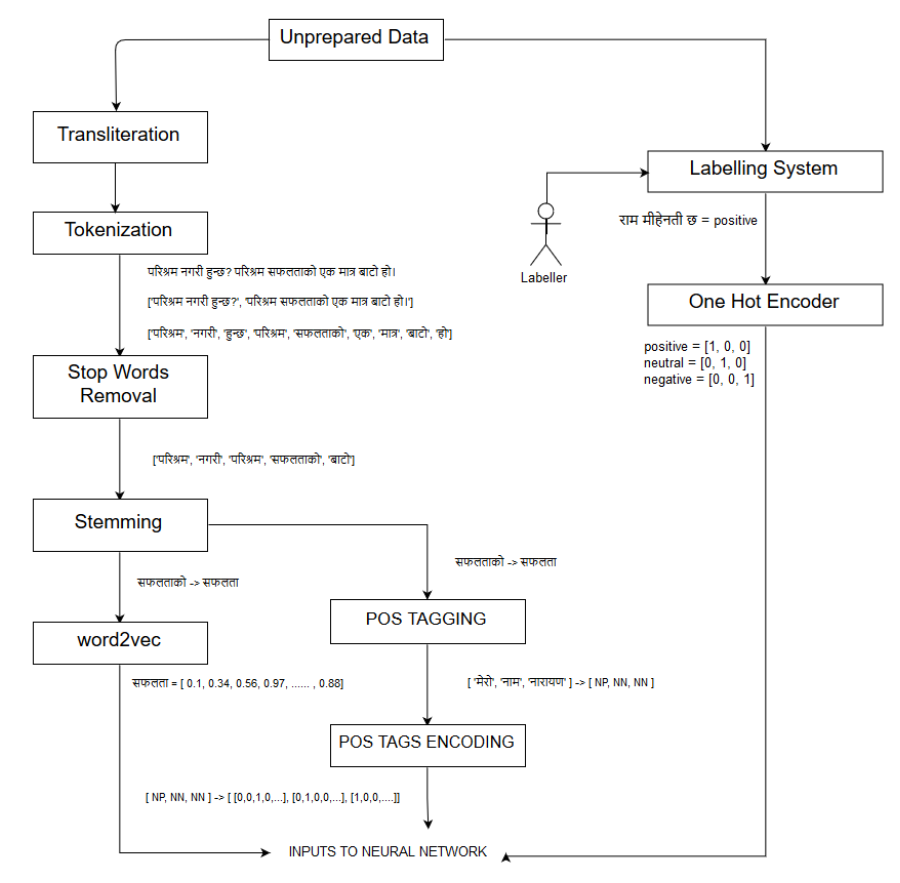 Unprepared Data
Transliteration
Labelling System
Tokenization
राम मीहेनती छ = positive
Labeller
परिश्रम नगरी हुन्छ? परिश्रम सफलताको एक मात्र बाटो हो।
['परिश्रम नगरी हुन्छ?', 'परिश्रम सफलताको एक मात्र बाटो हो।']
['परिश्रम', 'नगरी', 'हुन्छ', 'परिश्रम', 'सफलताको', 'एक', 'मात्र', 'बाटो', 'हो']
One Hot Encoder
positive = [1, 0, 0]
neutral = [0, 1, 0]
negative = [0, 0, 1]
Stop Words
Removal
['परिश्रम', 'नगरी', 'परिश्रम', 'सफलताको', 'बाटो']
Stemming
सफलताको -> सफलता
सफलताको -> सफलता
POS TAGGING
word2vec
सफलता = [ 0.1, 0.34, 0.56, 0.97, ...... , 0.88]
[ 'मेरो', 'नाम', 'नारायण' ] -> [ NP, NN, NN ]
POS TAGS ENCODING
[ NP, NN, NN ] -> [ [0,0,1,0,...], [0,1,0,0,...], [1,0,0,....]]
INPUTS TO NEURAL NETWORK